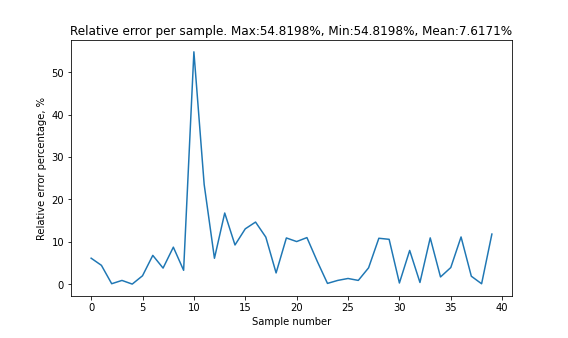 Relative error per sample. Max:54.8198%, Min:54.8198%, Mean:7.6171%
Relative error percentage, %
50
40
30
20
10
0
0 5 10 15 20 25 30 35 40
Sample number